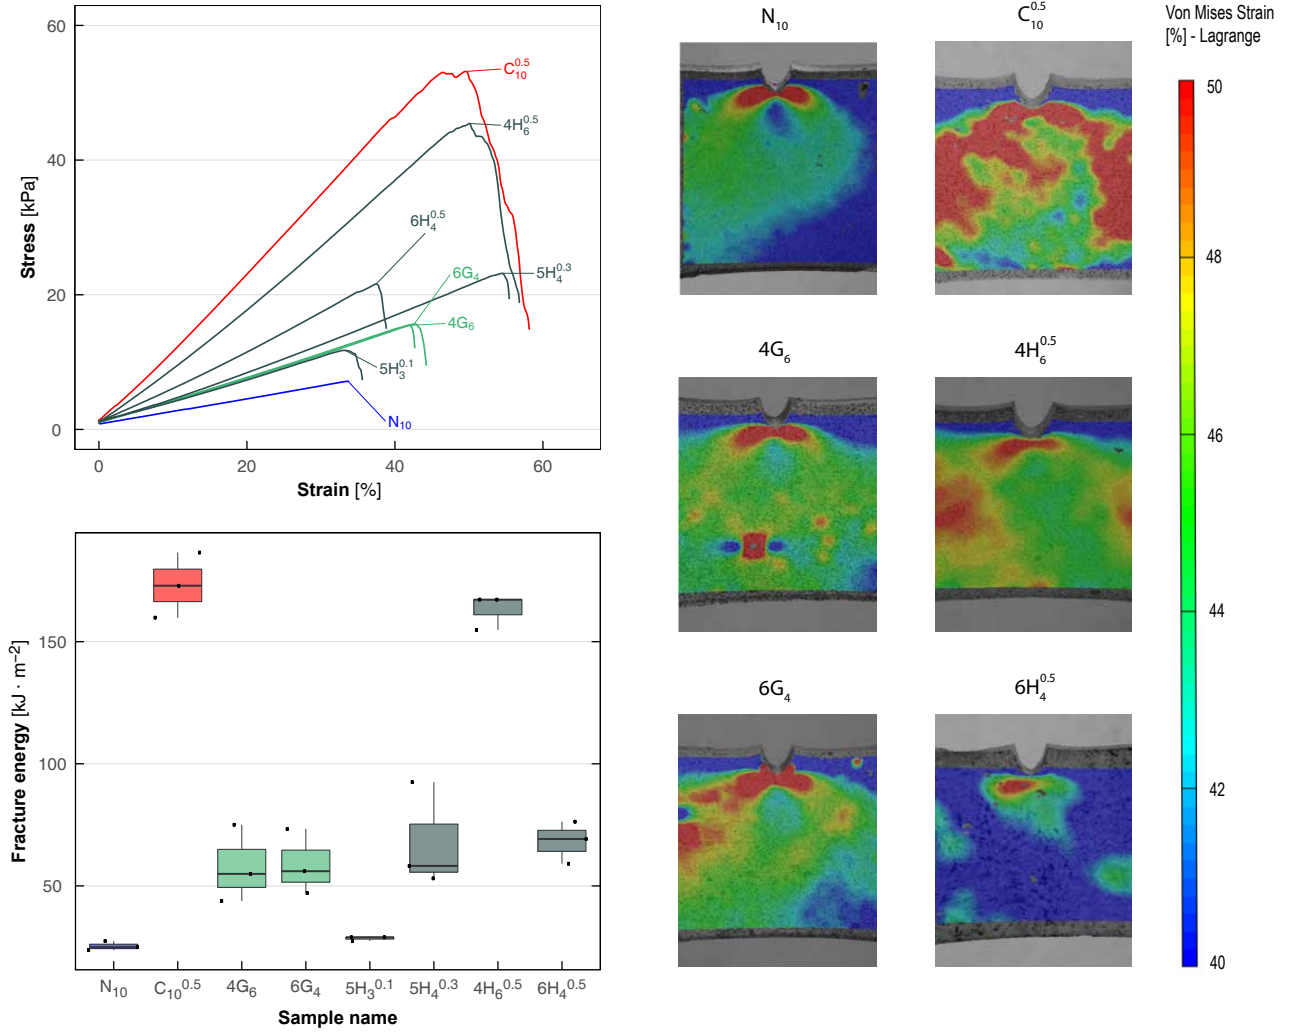 60
40
20
0
Stress [kPa]
C₁₀^0.5
4H₆^0.5
6H₄^0.5
6G₄
5H₄^0.3
4G₆
5H₃^0.1
N₁₀
0 20 40 60
Strain [%]
150
100
50
Fracture energy [kJ · m⁻²]
N₁₀ C₁₀^0.5 4G₆ 6G₄ 5H₃^0.1 5H₄^0.3 4H₆^0.5 6H₄^0.5
Sample name
N₁₀ C₁₀^0.5
4G₆ 4H₆^0.5
6G₄ 6H₄^0.5
Von Mises Strain
[%] - Lagrange
50
48
46
44
42
40